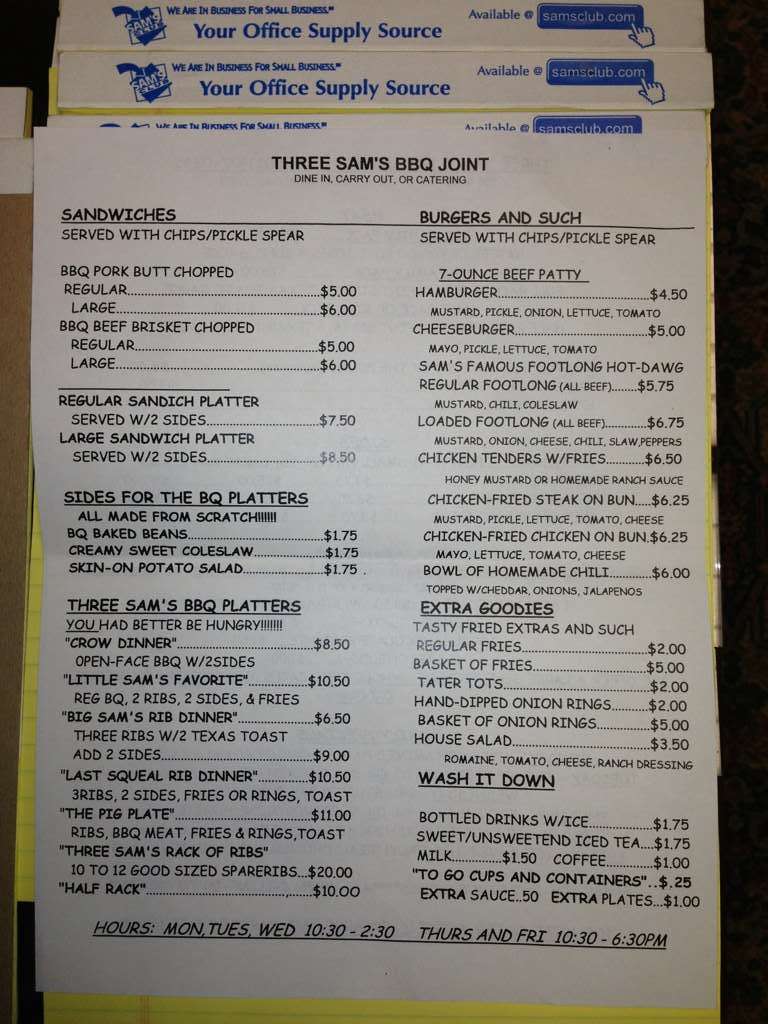 WE ARE IN BUSINESS FOR SMALL BUSINESS.℠
Your Office Supply Source
Available @ samsclub.com
SAM'S CLUB
WE ARE IN BUSINESS FOR SMALL BUSINESS.℠
Your Office Supply Source
Available @ samsclub.com
WE ARE IN BUSINESS FOR SMALL BUSINESS.℠
Available @ samsclub.com
THREE SAM'S BBQ JOINT
DINE IN, CARRY OUT, OR CATERING
SANDWICHES
SERVED WITH CHIPS/PICKLE SPEAR
BBQ PORK BUTT CHOPPED
REGULAR...$5.00
LARGE...$6.00
BBQ BEEF BRISKET CHOPPED
REGULAR...$5.00
LARGE...$6.00
REGULAR SANDICH PLATTER
SERVED W/2 SIDES...$7.50
LARGE SANDWICH PLATTER
SERVED W/2 SIDES...$8.50
SIDES FOR THE BQ PLATTERS
ALL MADE FROM SCRATCH!!!!!!
BQ BAKED BEANS...$1.75
CREAMY SWEET COLESLAW...$1.75
SKIN-ON POTATO SALAD...$1.75 .
THREE SAM'S BBQ PLATTERS
YOU HAD BETTER BE HUNGRY!!!!!!!
"CROW DINNER"...$8.50
OPEN-FACE BBQ W/2SIDES
"LITTLE SAM'S FAVORITE"...$10.50
REG BQ, 2 RIBS, 2 SIDES, & FRIES
"BIG SAM'S RIB DINNER"...$6.50
THREE RIBS W/2 TEXAS TOAST
ADD 2 SIDES...$9.00
"LAST SQUEAL RIB DINNER"...$10.50
3RIBS, 2 SIDES, FRIES OR RINGS, TOAST
"THE PIG PLATE"...$11.00
RIBS, BBQ MEAT, FRIES & RINGS,TOAST
"THREE SAM'S RACK OF RIBS"
10 TO 12 GOOD SIZED SPARERIBS...$20.00
"HALF RACK"...$10.00
BURGERS AND SUCH
SERVED WITH CHIPS/PICKLE SPEAR
7-OUNCE BEEF PATTY
HAMBURGER...$4.50
MUSTARD, PICKLE, ONION, LETTUCE, TOMATO
CHEESEBURGER...$5.00
MAYO, PICKLE, LETTUCE, TOMATO
SAM'S FAMOUS FOOTLONG HOT-DAWG
REGULAR FOOTLONG (ALL BEEF)...$5.75
MUSTARD, CHILI, COLESLAW
LOADED FOOTLONG (ALL BEEF)...$6.75
MUSTARD, ONION, CHEESE, CHILI, SLAW,PEPPERS
CHICKEN TENDERS W/FRIES...$6.50
HONEY MUSTARD OR HOMEMADE RANCH SAUCE
CHICKEN-FRIED STEAK ON BUN.....$6.25
MUSTARD, PICKLE, LETTUCE, TOMATO, CHEESE
CHICKEN-FRIED CHICKEN ON BUN.$6.25
MAYO, LETTUCE, TOMATO, CHEESE
BOWL OF HOMEMADE CHILI...$6.00
TOPPED W/CHEDDAR, ONIONS, JALAPENOS
EXTRA GOODIES
TASTY FRIED EXTRAS AND SUCH
REGULAR FRIES...$2.00
BASKET OF FRIES...$5.00
TATER TOTS...$2.00
HAND-DIPPED ONION RINGS...$2.00
BASKET OF ONION RINGS...$5.00
HOUSE SALAD...$3.50
ROMAINE, TOMATO, CHEESE, RANCH DRESSING
WASH IT DOWN
BOTTLED DRINKS W/ICE...$1.75
SWEET/UNSWEETEND ICED TEA....$1.75
MILK...$1.50 COFFEE...$1.00
"TO GO CUPS AND CONTAINERS"..$.25
EXTRA SAUCE..50 EXTRA PLATES...$1.00
HOURS: MON,TUES, WED 10:30 - 2:30 THURS AND FRI 10:30 - 6:30PM